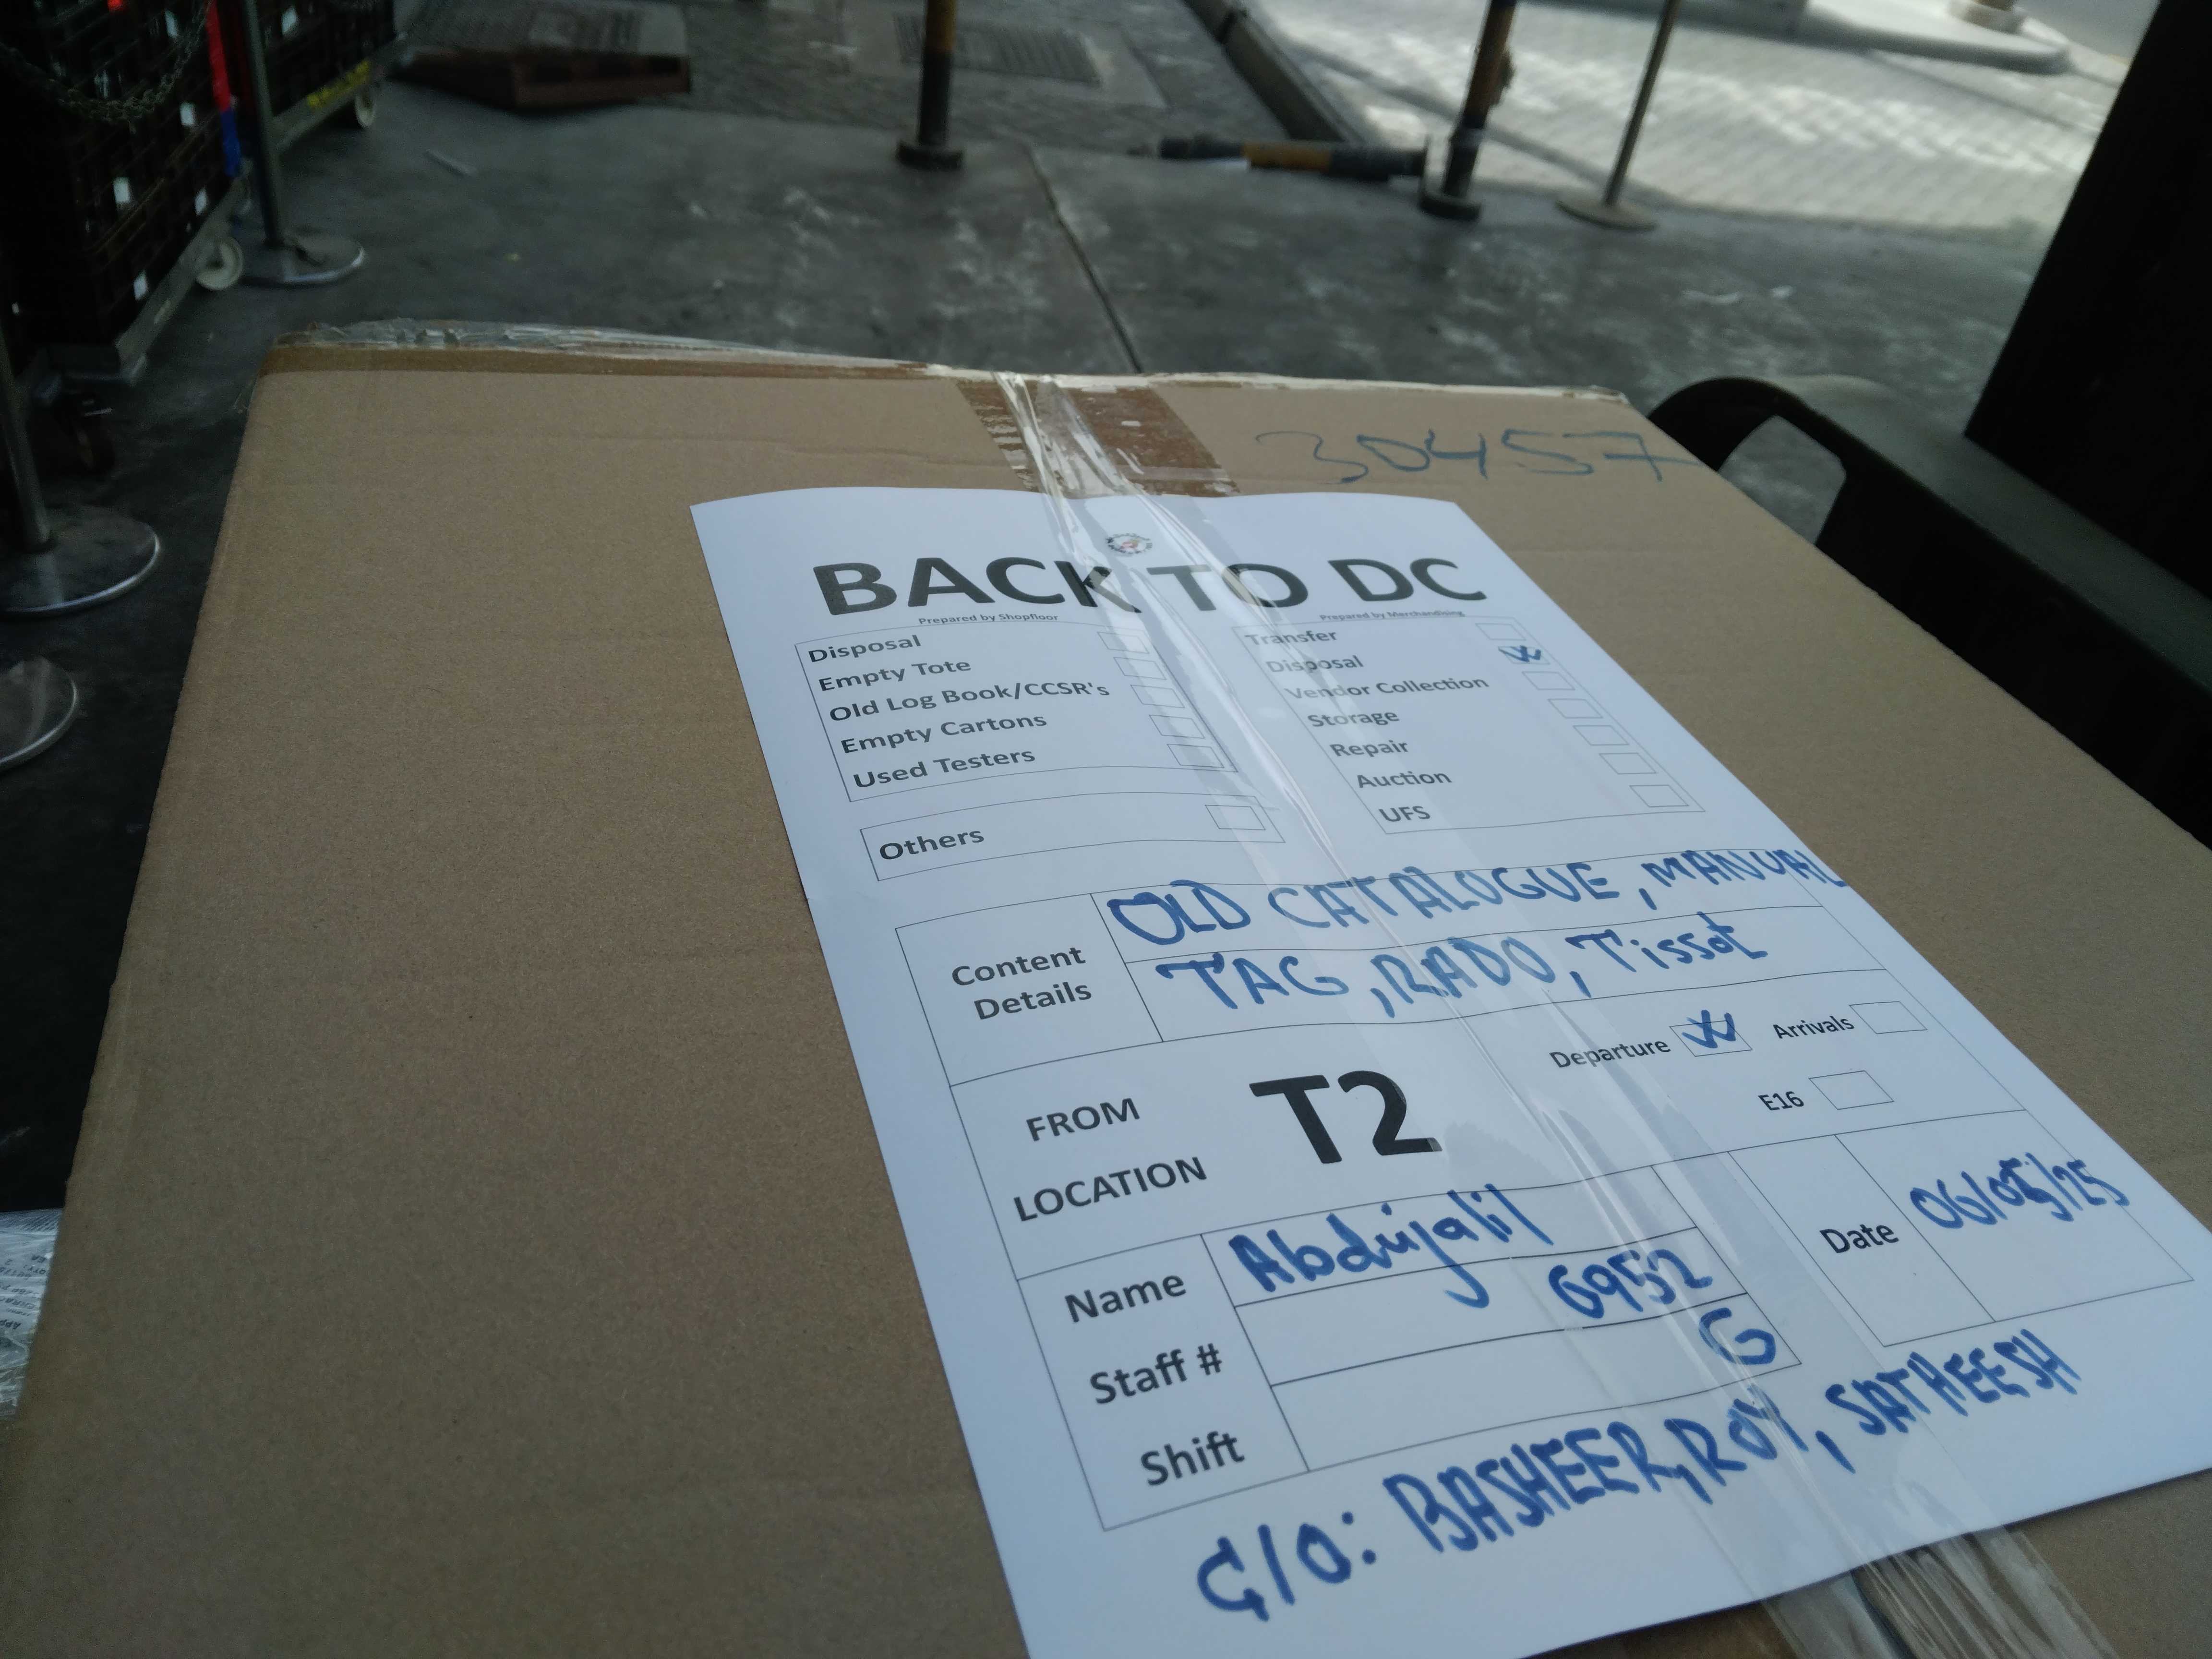 30457
BACK TO DC
Prepared by Shopfloor
Disposal
Empty Tote
Old Log Book/CCSR's
Empty Cartons
Used Testers
Others
Prepared by Merchandising
Transfer
Disposal
Vendor Collection
Storage
Repair
Auction
UFS
Content Details
OLD CATALOGUE, MANUAL
TAG, RADO, Tissot
FROM LOCATION
T2
Departure
Arrivals
E16
Name
Abdujalil
Staff #
6952
Shift
G
Date
06/05/25
C/O: BASHEER, ROY, SATHEESH